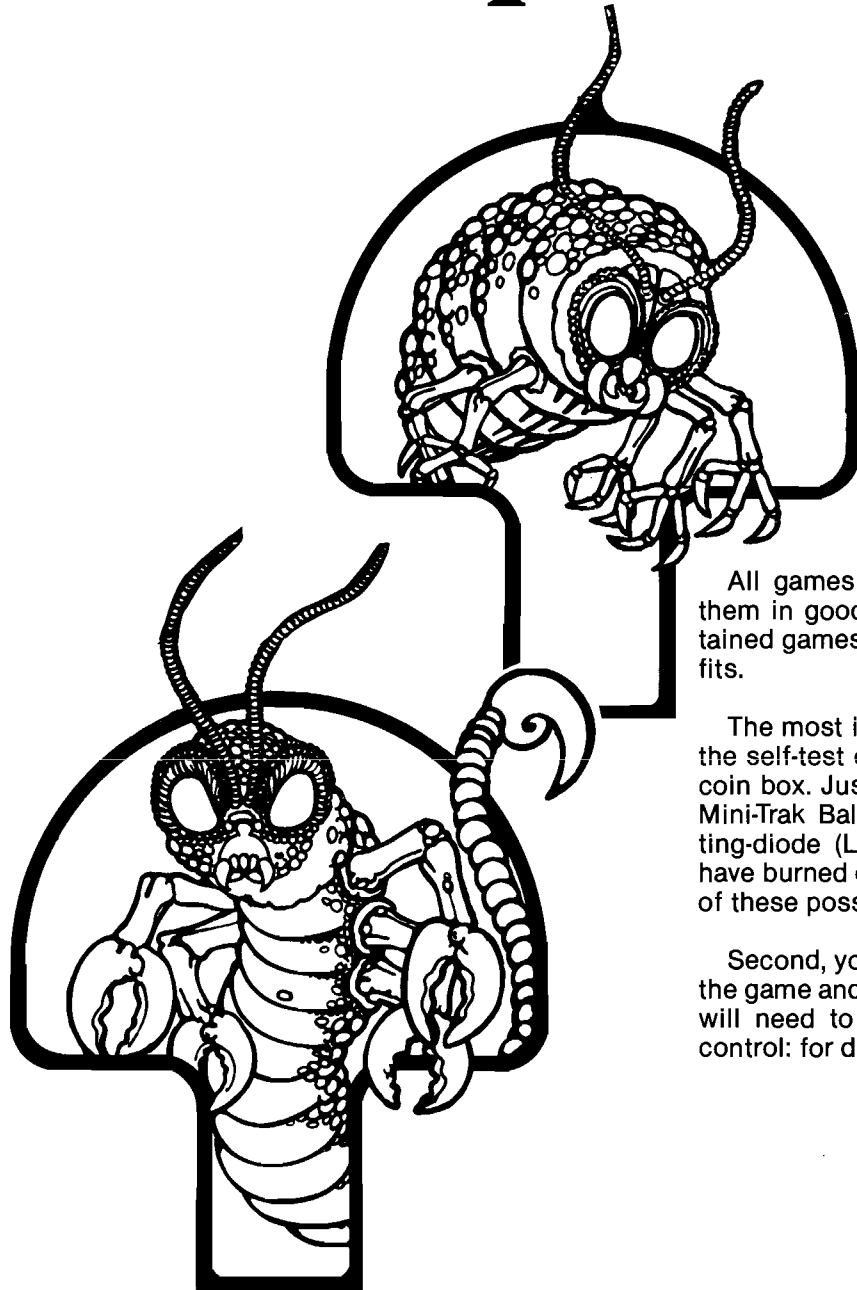 All games
them in good
tained games
fits.
The most i
the self-test
coin box. Jus
Mini-Trak Bal
ting-diode (L
have burned
of these poss
Second, yo
the game and
will need to
control: for d